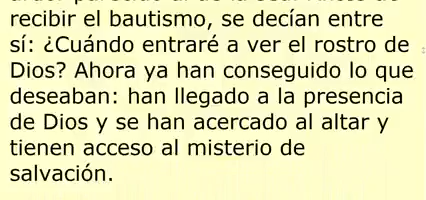 recibir el bautismo, se decían entre
sí: ¿Cuándo entraré a ver el rostro de
Dios? Ahora ya han conseguido lo que
deseaban: han llegado a la presencia
de Dios y se han acercado al altar y
tienen acceso al misterio de
salvación.